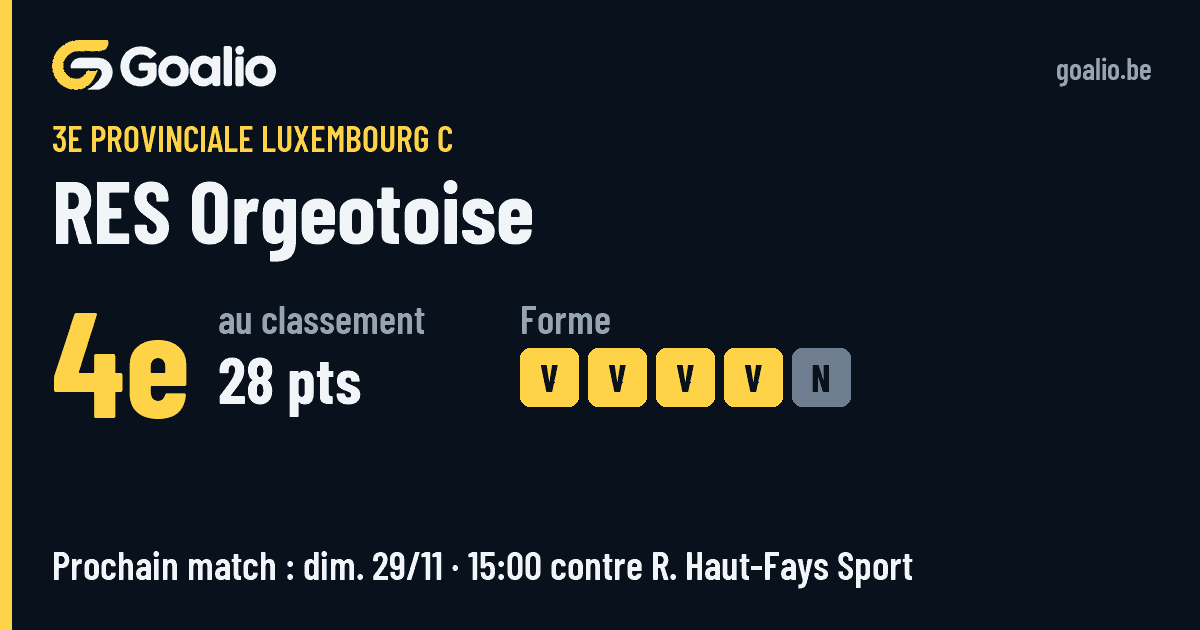 Goalio
goalio.be
3E PROVINCIALE LUXEMBOURG C
RES Orgeotoise
4e
au classement
28 pts
Forme
V V V V N
Prochain match : dim. 29/11 · 15:00 contre R. Haut-Fays Sport